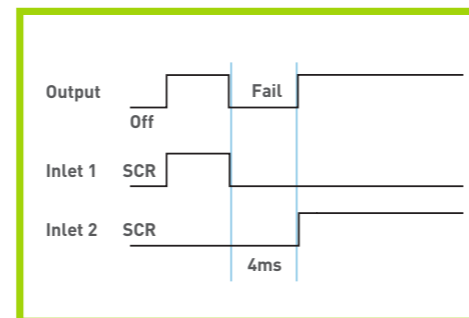 Output Fail
Off
Inlet 1 SCR
Inlet 2 SCR
4ms